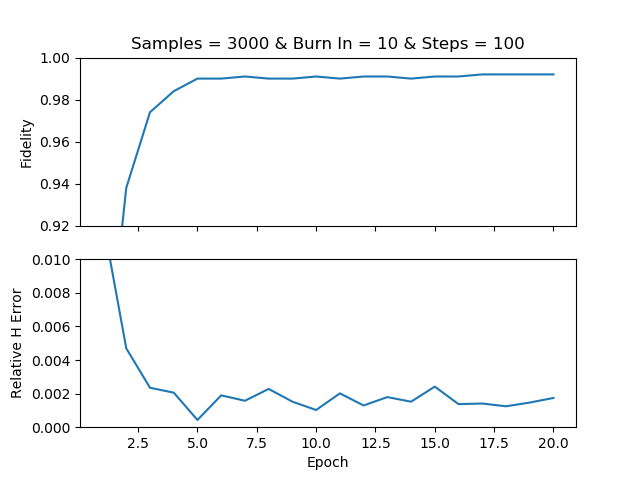 Samples = 3000 & Burn In = 10 & Steps = 100
1.00
0.98
0.96
0.94
0.92
Fidelity
0.010
0.008
0.006
0.004
0.002
0.000
Relative H Error
2.5 5.0 7.5 10.0 12.5 15.0 17.5 20.0
Epoch